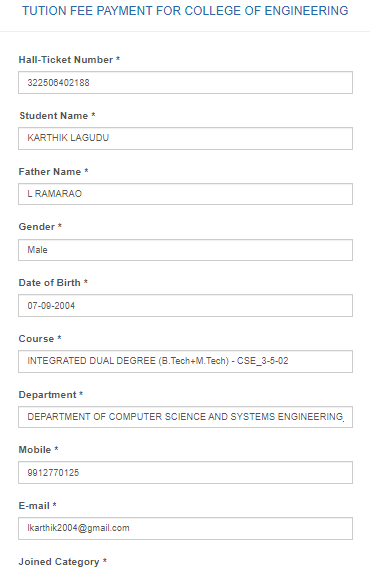 TUTION FEE PAYMENT FOR COLLEGE OF ENGINEERING
Hall-Ticket Number *
322506402188
Student Name *
KARTHIK LAGUDU
Father Name *
L RAMARAO
Gender *
Male
Date of Birth *
07-09-2004
Course *
INTEGRATED DUAL DEGREE (B.Tech+M.Tech) - CSE_3-5-02
Department *
DEPARTMENT OF COMPUTER SCIENCE AND SYSTEMS ENGINEERING_
Mobile *
9912770125
E-mail *
lkarthik2004@gmail.com
Joined Category *